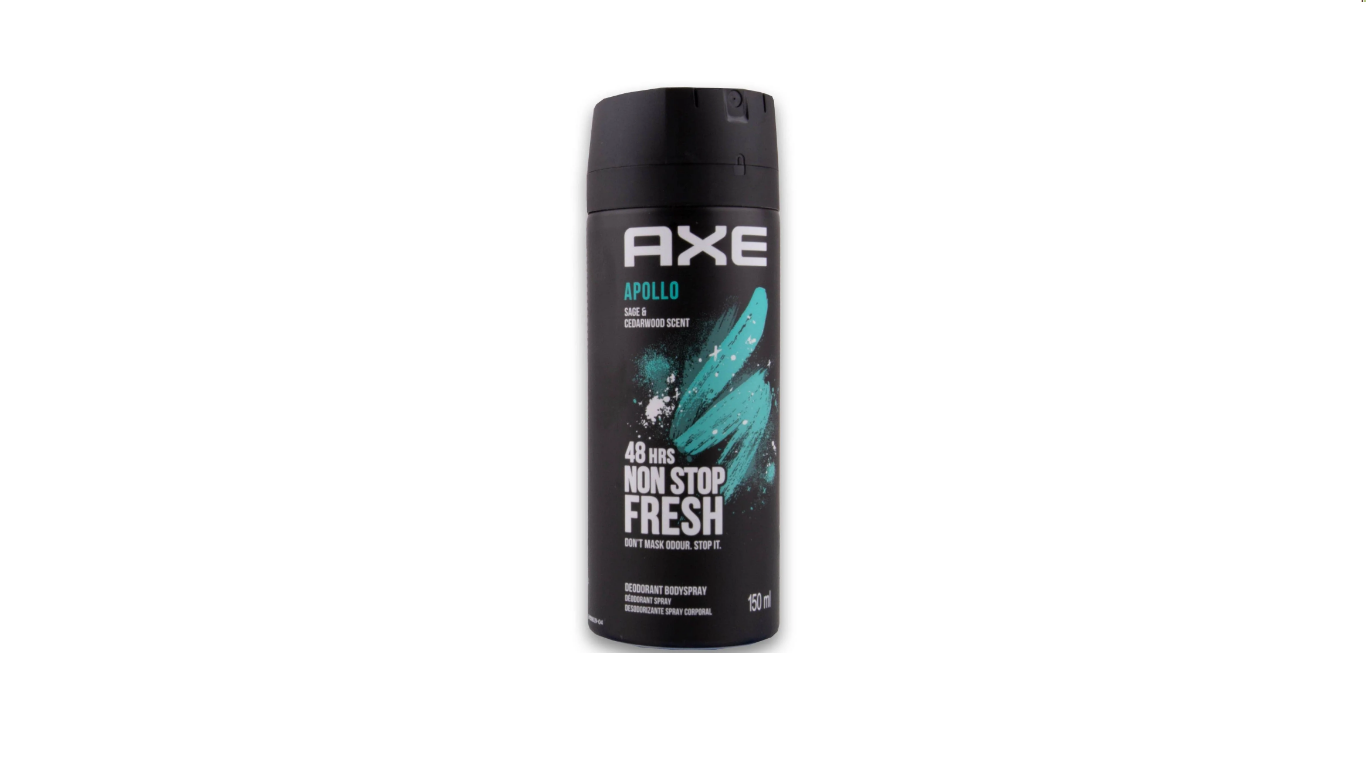 AXE
APOLLO
SAGE &
CEDARWOOD SCENT
48 HRS
NON STOP
FRESH
DON'T MASK ODOUR. STOP IT.
DEODORANT BODYSPRAY
DÉODORANT SPRAY
DESODORIZANTE SPRAY CORPORAL
150 ml